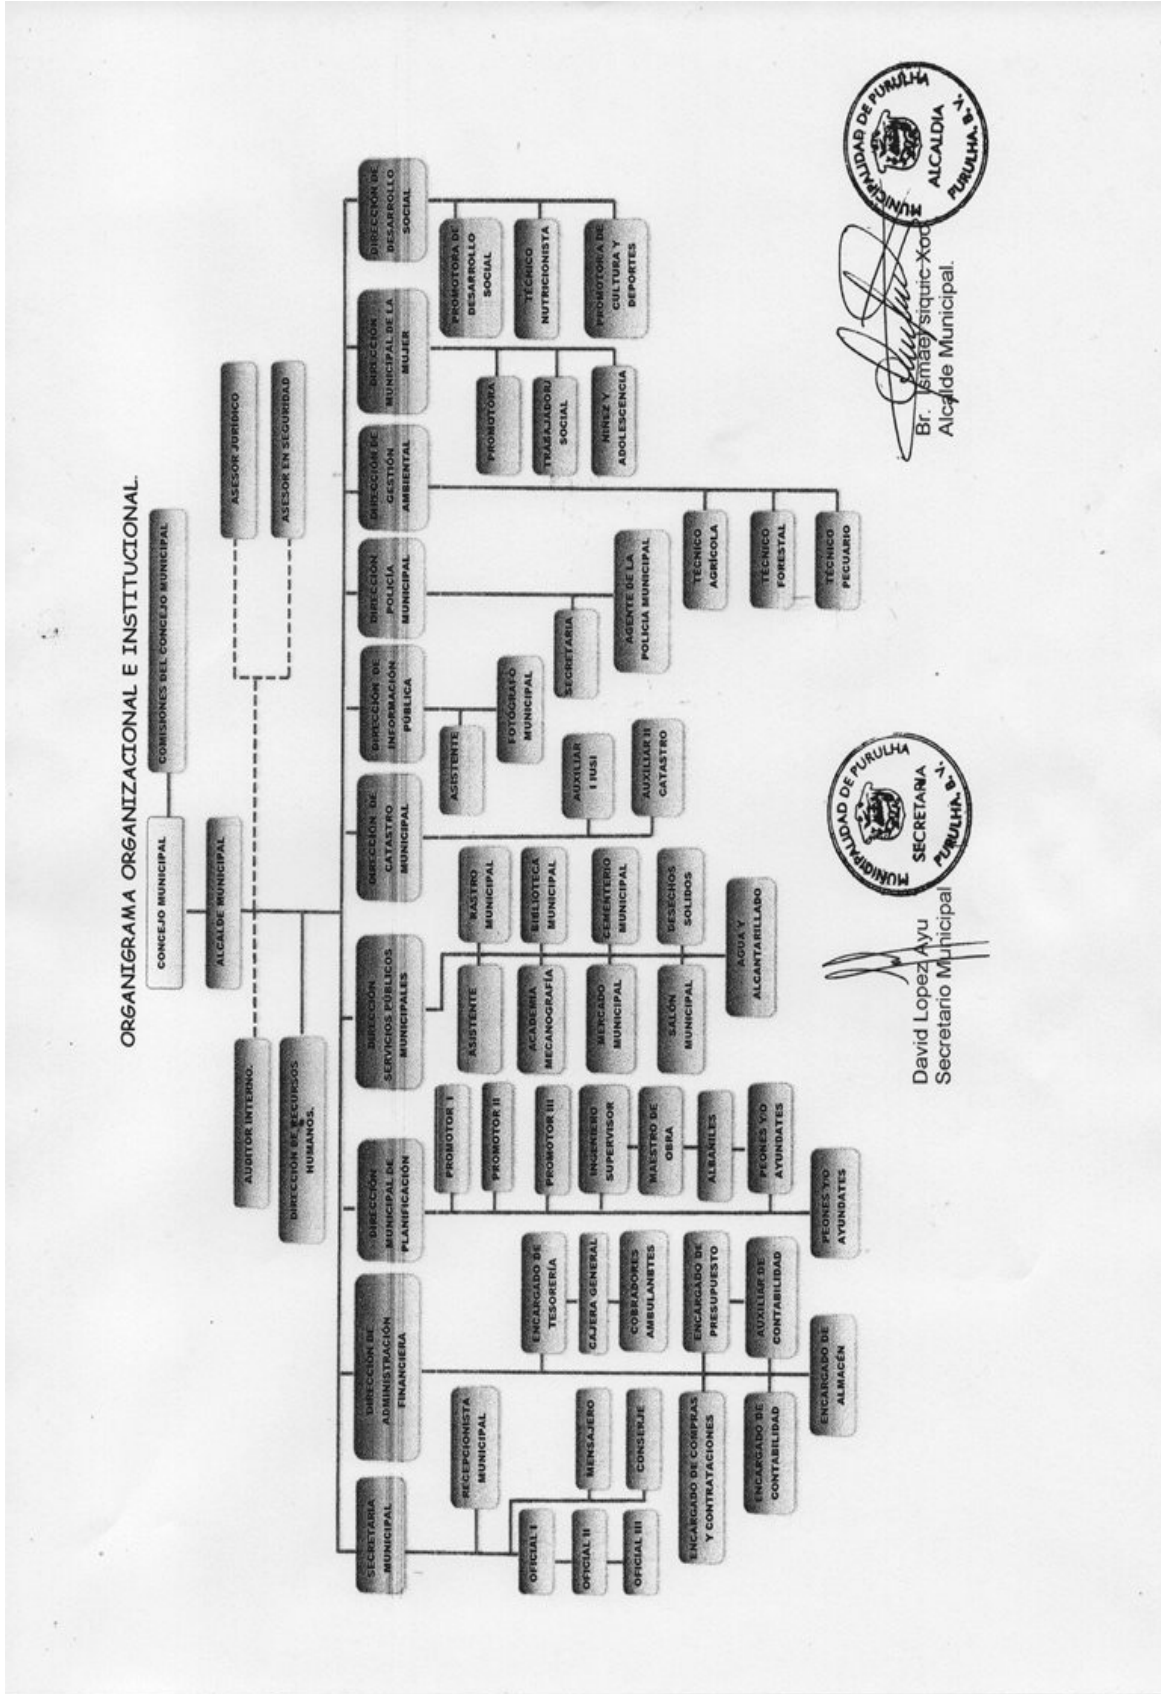 ORGANIGRAMA ORGANIZACIONAL E INSTITUCIONAL.
CONCEJO MUNICIPAL
COMISIONES DEL CONCEJO MUNICIPAL
ALCALDE MUNICIPAL
ASESOR JURÍDICO
ASESOR EN SEGURIDAD
AUDITOR INTERNO.
DIRECCIÓN DE RECURSOS
HUMANOS.
SECRETARIA
MUNICIPAL
DIRECCIÓN DE
ADMINISTRACIÓN
FINANCIERA
DIRECCIÓN
MUNICIPAL DE
PLANIFICACIÓN
DIRECCIÓN
SERVICIOS PÚBLICOS
MUNICIPALES
DIRECCIÓN DE
CATASTRO
MUNICIPAL
DIRECCIÓN DE
INFORMACIÓN
PÚBLICA
DIRECCIÓN
POLICÍA
MUNICIPAL
DIRECCIÓN DE
GESTIÓN
AMBIENTAL
DIRECCIÓN
MUNICIPAL DE LA
MUJER
DIRECCIÓN DE
DESARROLLO
SOCIAL
RECEPCIONISTA
MUNICIPAL
OFICIAL I
OFICIAL II
OFICIAL III
MENSAJERO
CONSERJE
ENCARGADO DE
TESORERÍA
CAJERA GENERAL
COBRADORES
AMBULANBTES
ENCARGADO DE COMPRAS
Y CONTRATACIONES
ENCARGADO DE
PRESUPUESTO
ENCARGADO DE
CONTABILIDAD
AUXILIAR DE
CONTABILIDAD
ENCARGADO DE
ALMACÉN
PROMOTOR I
PROMOTOR II
PROMOTOR III
INGENIERO
SUPERVISOR
MAESTRO DE
OBRA
ALBAÑILES
PEONES Y/O
AYUNDATES
PEONES Y/O
AYUNDATES
ASISTENTE
RASTRO
MUNICIPAL
ACADEMIA
MECANOGRAFÍA
BIBLIOTECA
MUNICIPAL
MERCADO
MUNICIPAL
CEMENTERIO
MUNICIPAL
SALÓN
MUNICIPAL
DESECHOS
SOLIDOS
AGUA Y
ALCANTARILLADO
AUXILIAR
I IUSI
AUXILIAR II
CATASTRO
ASISTENTE
FOTÓGRAFO
MUNICIPAL
SECRETARIA
AGENTE DE LA
POLICIA MUNICIPAL
TÉCNICO
AGRÍCOLA
TÉCNICO
FORESTAL
TÉCNICO
PECUARIO
PROMOTORA
TRABAJADORA
SOCIAL
NIÑEZ Y
ADOLESCENCIA
PROMOTORA DE
DESARROLLO
SOCIAL
TÉCNICO
NUTRICIONISTA
PROMOTORIA DE
CULTURA Y
DEPORTES
David Lopez Ayu
Secretario Municipal
MUNICIPALIDAD DE PURULHA
SECRETARIA
PURULHA, B. V.
Br. Ismael Siquic Xoc
Alcalde Municipal.
MUNICIPALIDAD DE PURULHA
ALCALDIA
PURULHA, B. V.